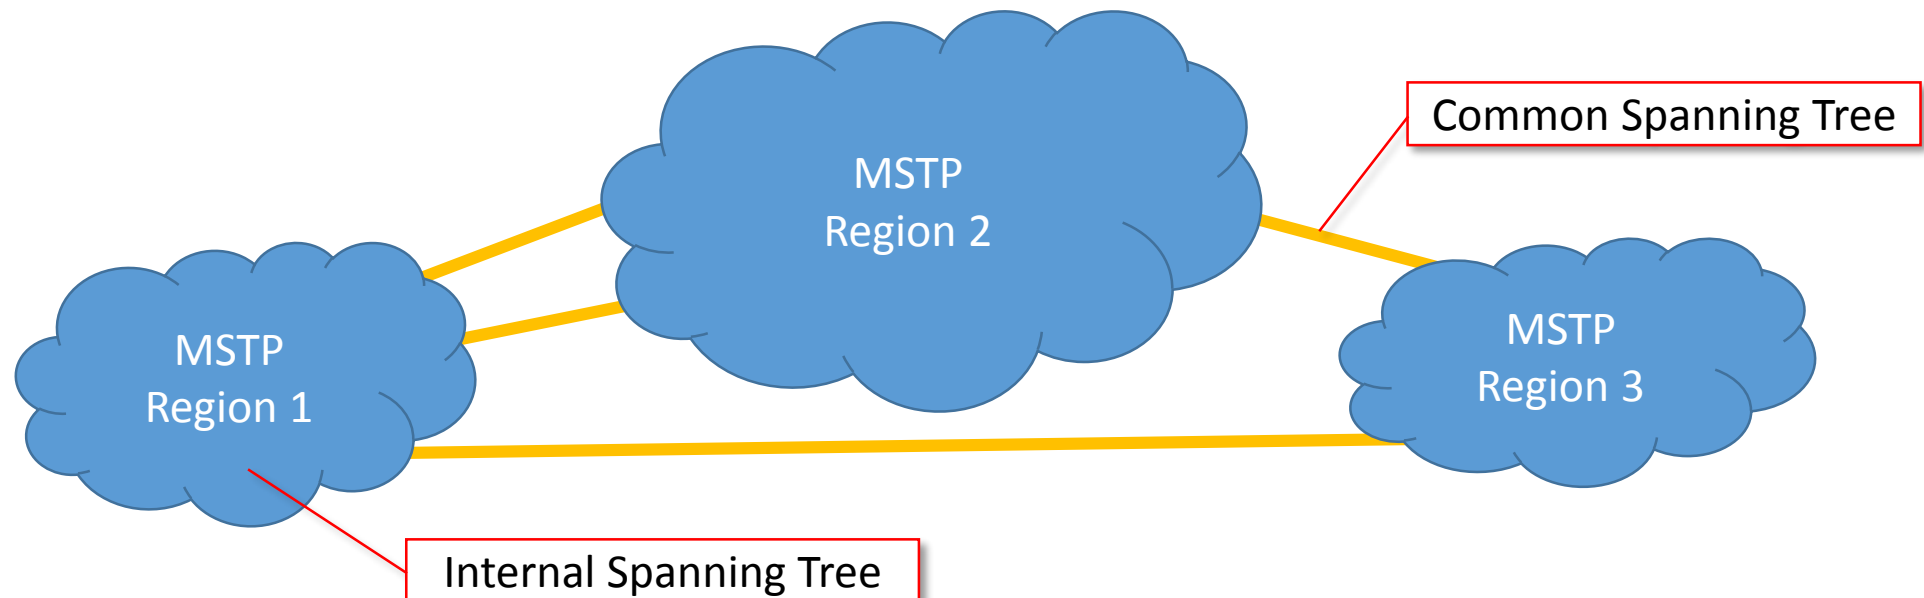 Common Spanning Tree
MSTP
Region 2
MSTP
Region 1
MSTP
Region 3
Internal Spanning Tree